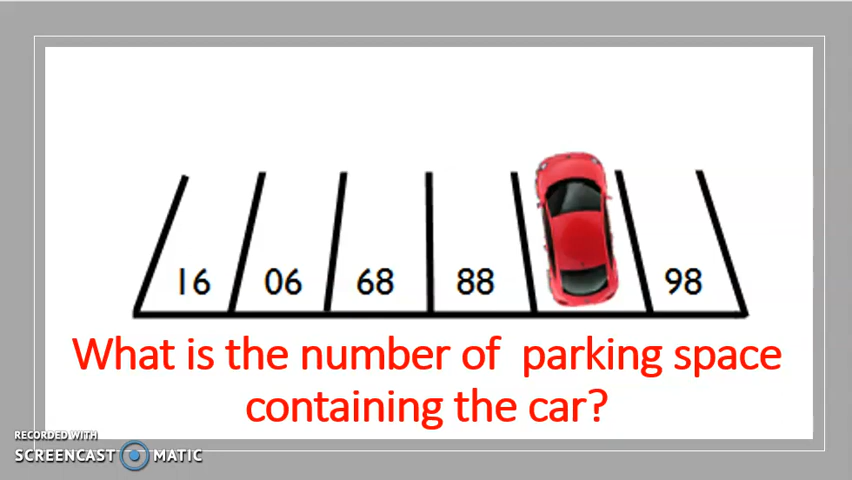 16 06 68 88 98
What is the number of parking space
containing the car?
RECORDED WITH
SCREENCAST MATIC